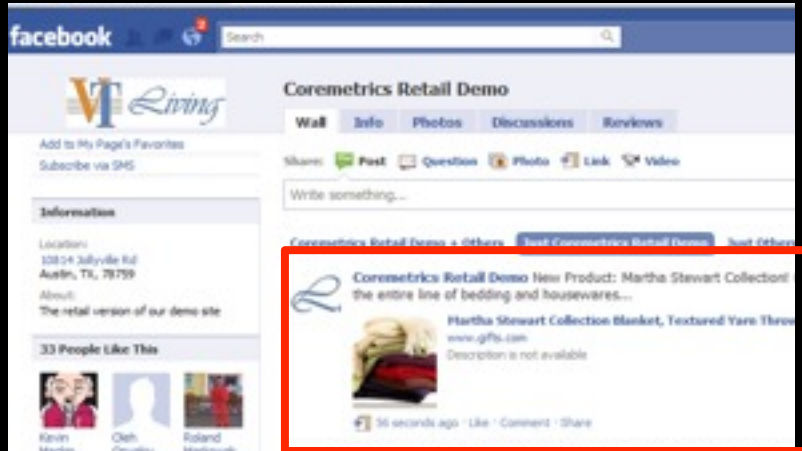 facebook
2
Search
VT Living
Add to My Page's Favorites
Subscribe via SMS
Information
Location:
Austin, TX, 78759
About:
The retail version of our demo site
33 People Like This
Kevin
Roland
Coremetrics Retail Demo
Wall Info Photos Discussions Reviews
Share: Post Question Photo Link Video
Write something...
Coremetrics Retail Demo + Others Just Coremetrics Retail Demo Just Others
Coremetrics Retail Demo New Product: Martha Stewart Collection!
the entire line of bedding and housewares...
Martha Stewart Collection Blanket, Textured Yarn Throw
www.gifts.com
Description is not available
56 seconds ago · Like · Comment · Share